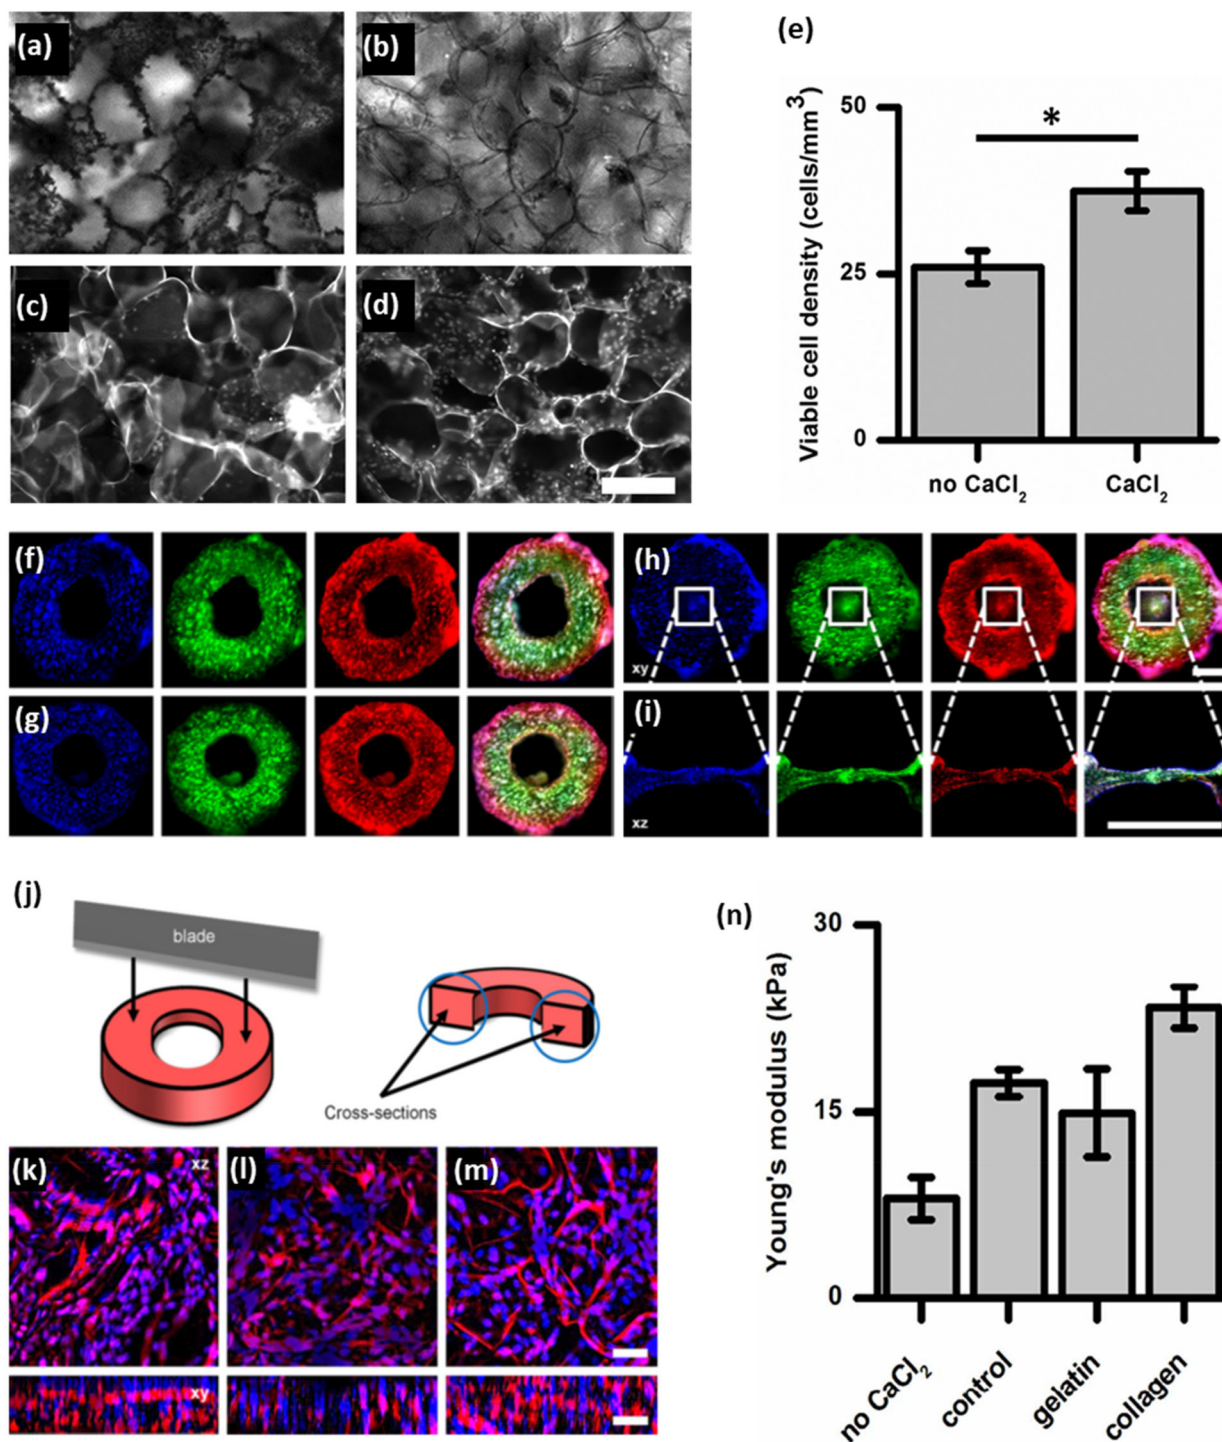 (a)
(b)
(c)
(d)
(e)
Viable cell density (cells/mm³)
50
25
0
*
no CaCl₂
CaCl₂
(f)
(g)
(h)
xy
(i)
xz
(j)
blade
Cross-sections
(k)
xz
(l)
(m)
xy
(n)
Young's modulus (kPa)
30
15
0
no CaCl₂
control
gelatin
collagen